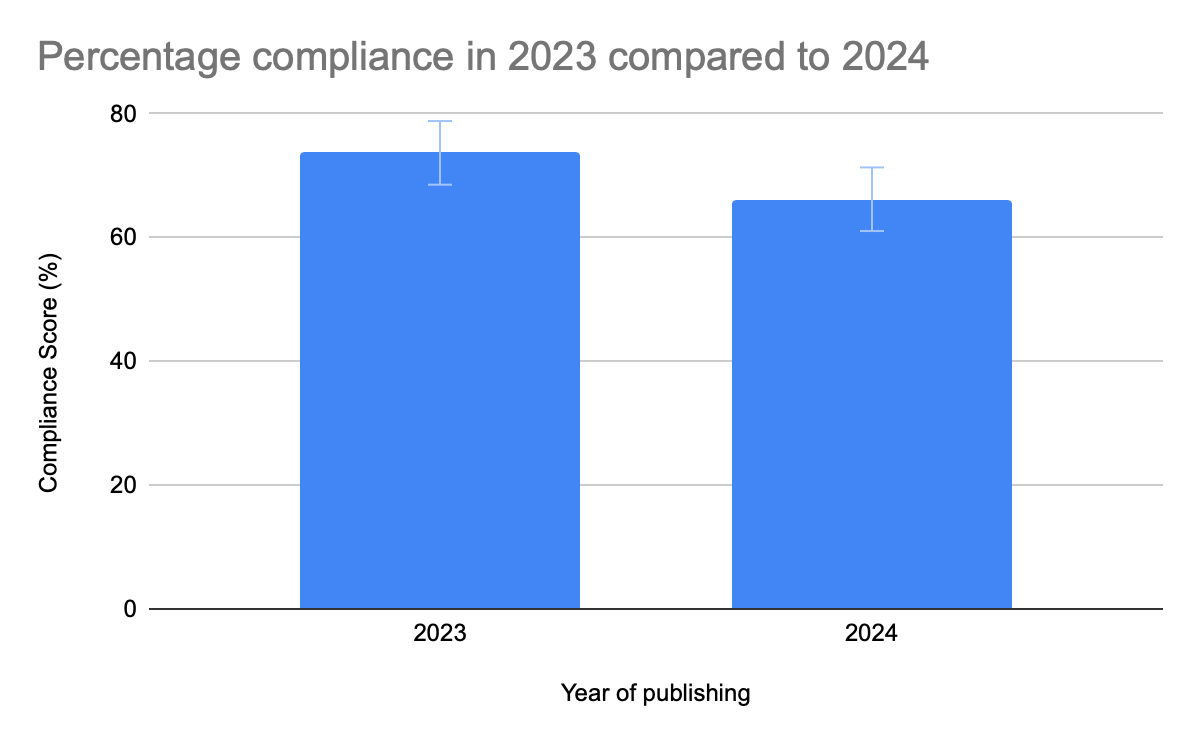 Percentage compliance in 2023 compared to 2024
80
60
40
20
0
Compliance Score (%)
2023
2024
Year of publishing